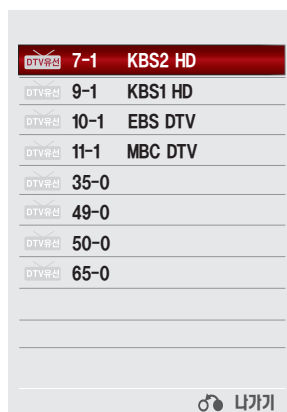 DTV유선 7-1 KBS2 HD
DTV유선 9-1 KBS1 HD
DTV유선 10-1 EBS DTV
DTV유선 11-1 MBC DTV
DTV유선 35-0
DTV유선 49-0
DTV유선 50-0
DTV유선 65-0
나가기